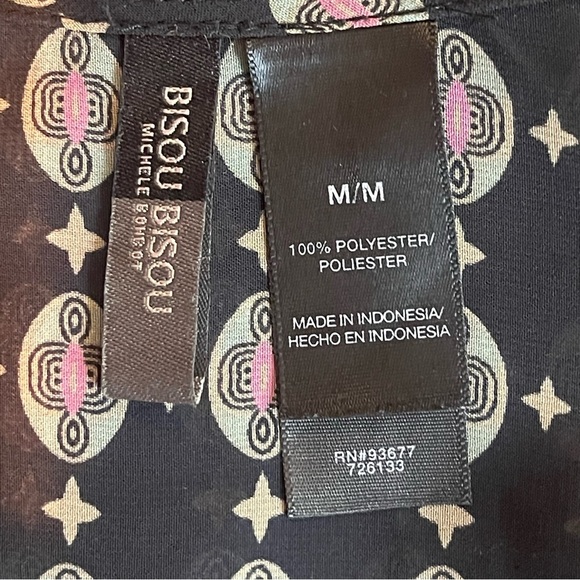 BISOU BISOU
MICHELE BOHBOT
M/M
100% POLYESTER/
POLIESTER
MADE IN INDONESIA/
HECHO EN INDONESIA
RN#93677
726133